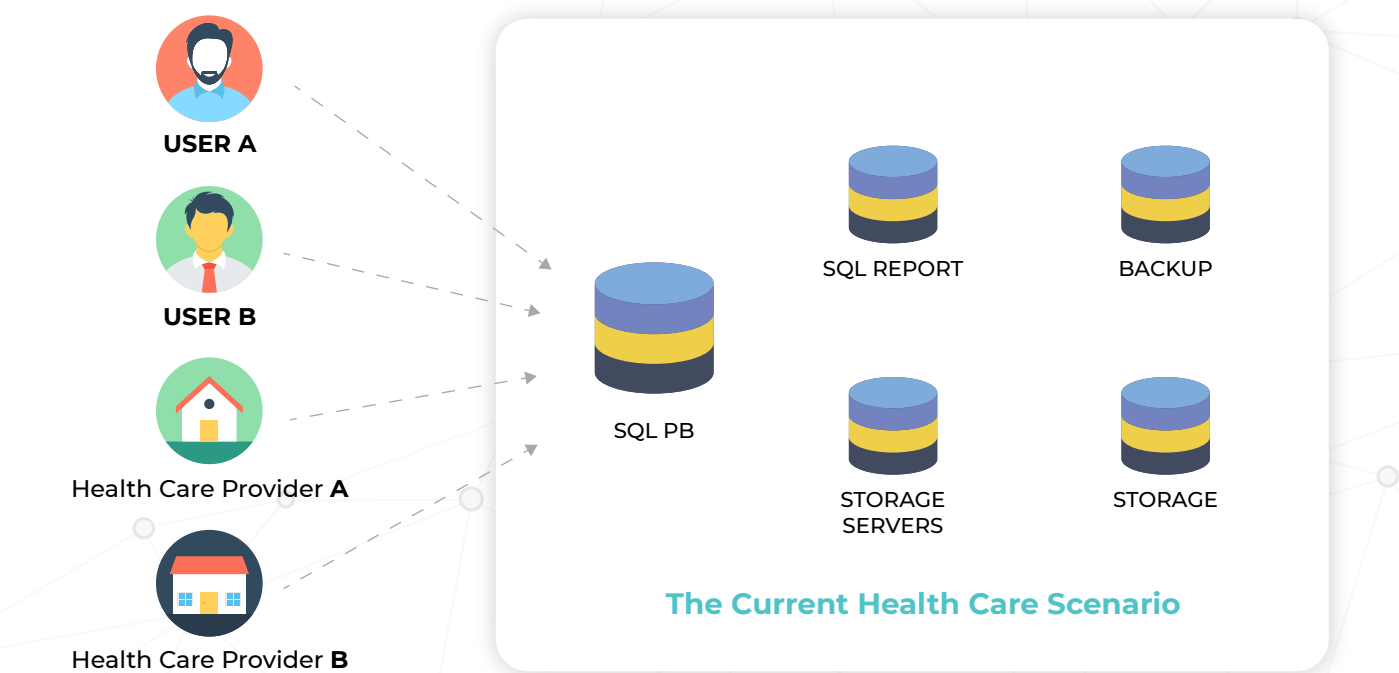 USER A
USER B
Health Care Provider A
Health Care Provider B
SQL PB
SQL REPORT
BACKUP
STORAGE
SERVERS
STORAGE
The Current Health Care Scenario